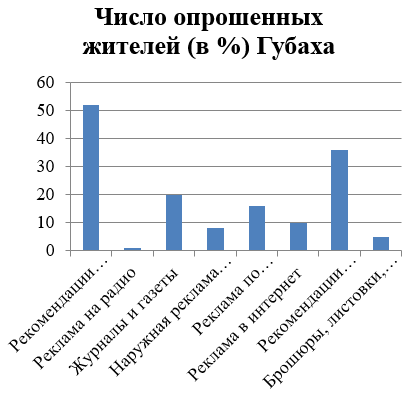 Число опрошенных
жителей (в %) Губаха
60
50
40
30
20
10
0
Рекомендации…
Реклама на радио
Журналы и газеты
Наружная реклама…
Реклама по…
Реклама в интернет
Рекомендации…
Брошюры, листовки,…